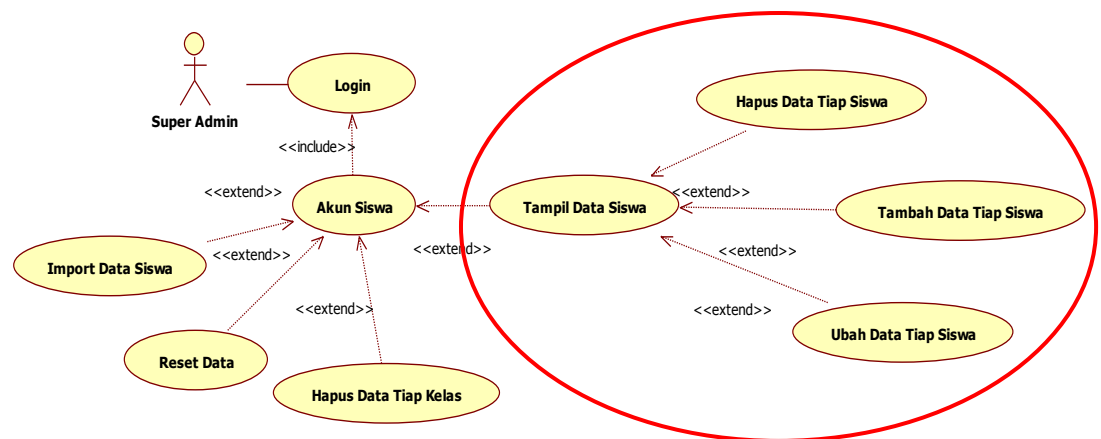 Login
Hapus Data Tiap Siswa
Super Admin
<<include>>
<<extend>>
<<extend>>
Akun Siswa
Tampil Data Siswa
Tambah Data Tiap Siswa
<<extend>>
<<extend>>
<<extend>>
Import Data Siswa
<<extend>>
<<extend>>
Ubah Data Tiap Siswa
Reset Data
Hapus Data Tiap Kelas